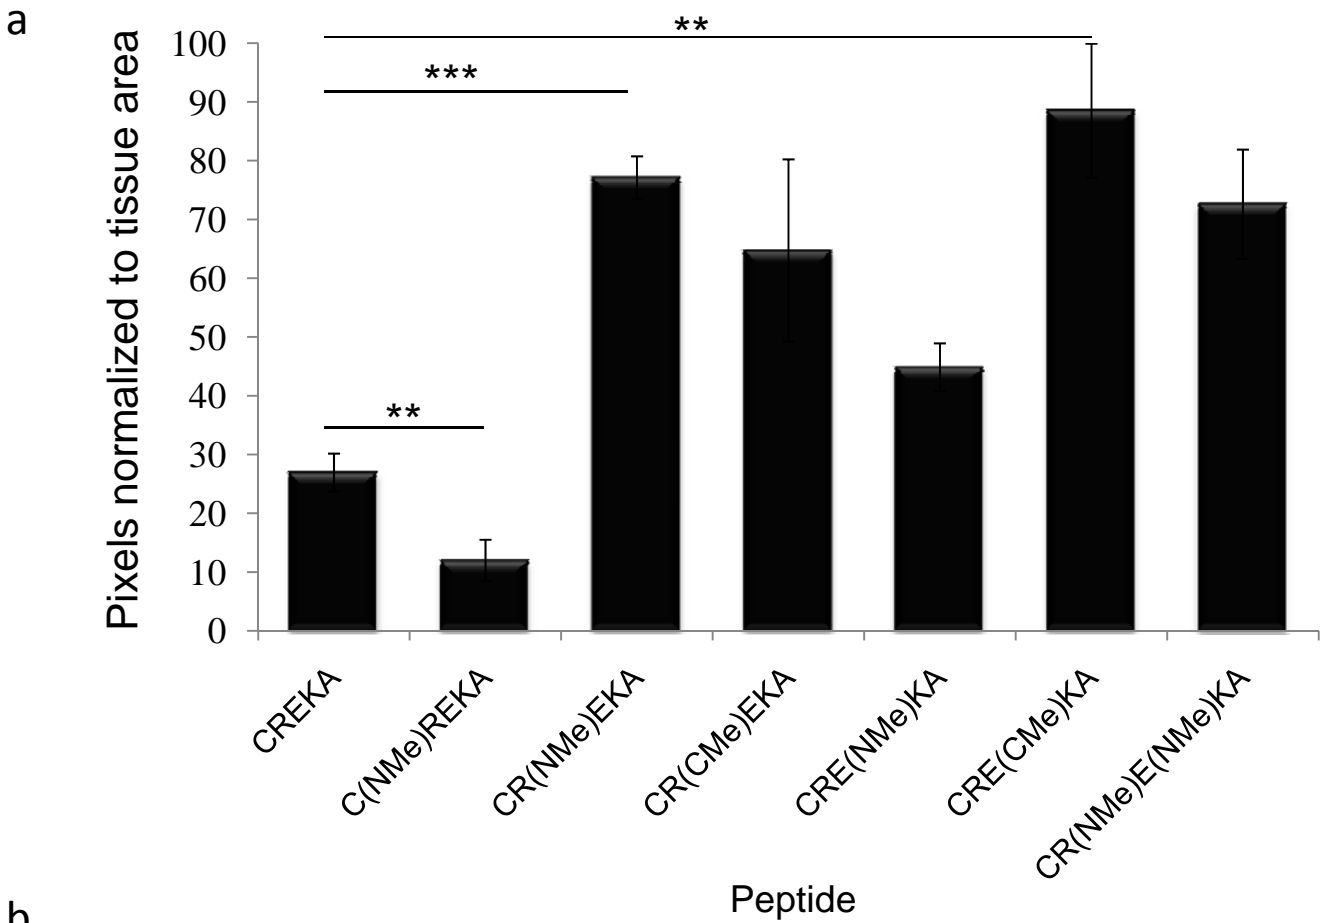 a
Pixels normalized to tissue area
100
90
80
70
60
50
40
30
20
10
0
**
***
**
CREKA
C(NMe)REKA
CR(NMe)EKA
CR(CMe)EKA
CRE(NMe)KA
CRE(CMe)KA
CR(NMe)E(NMe)KA
Peptide
b